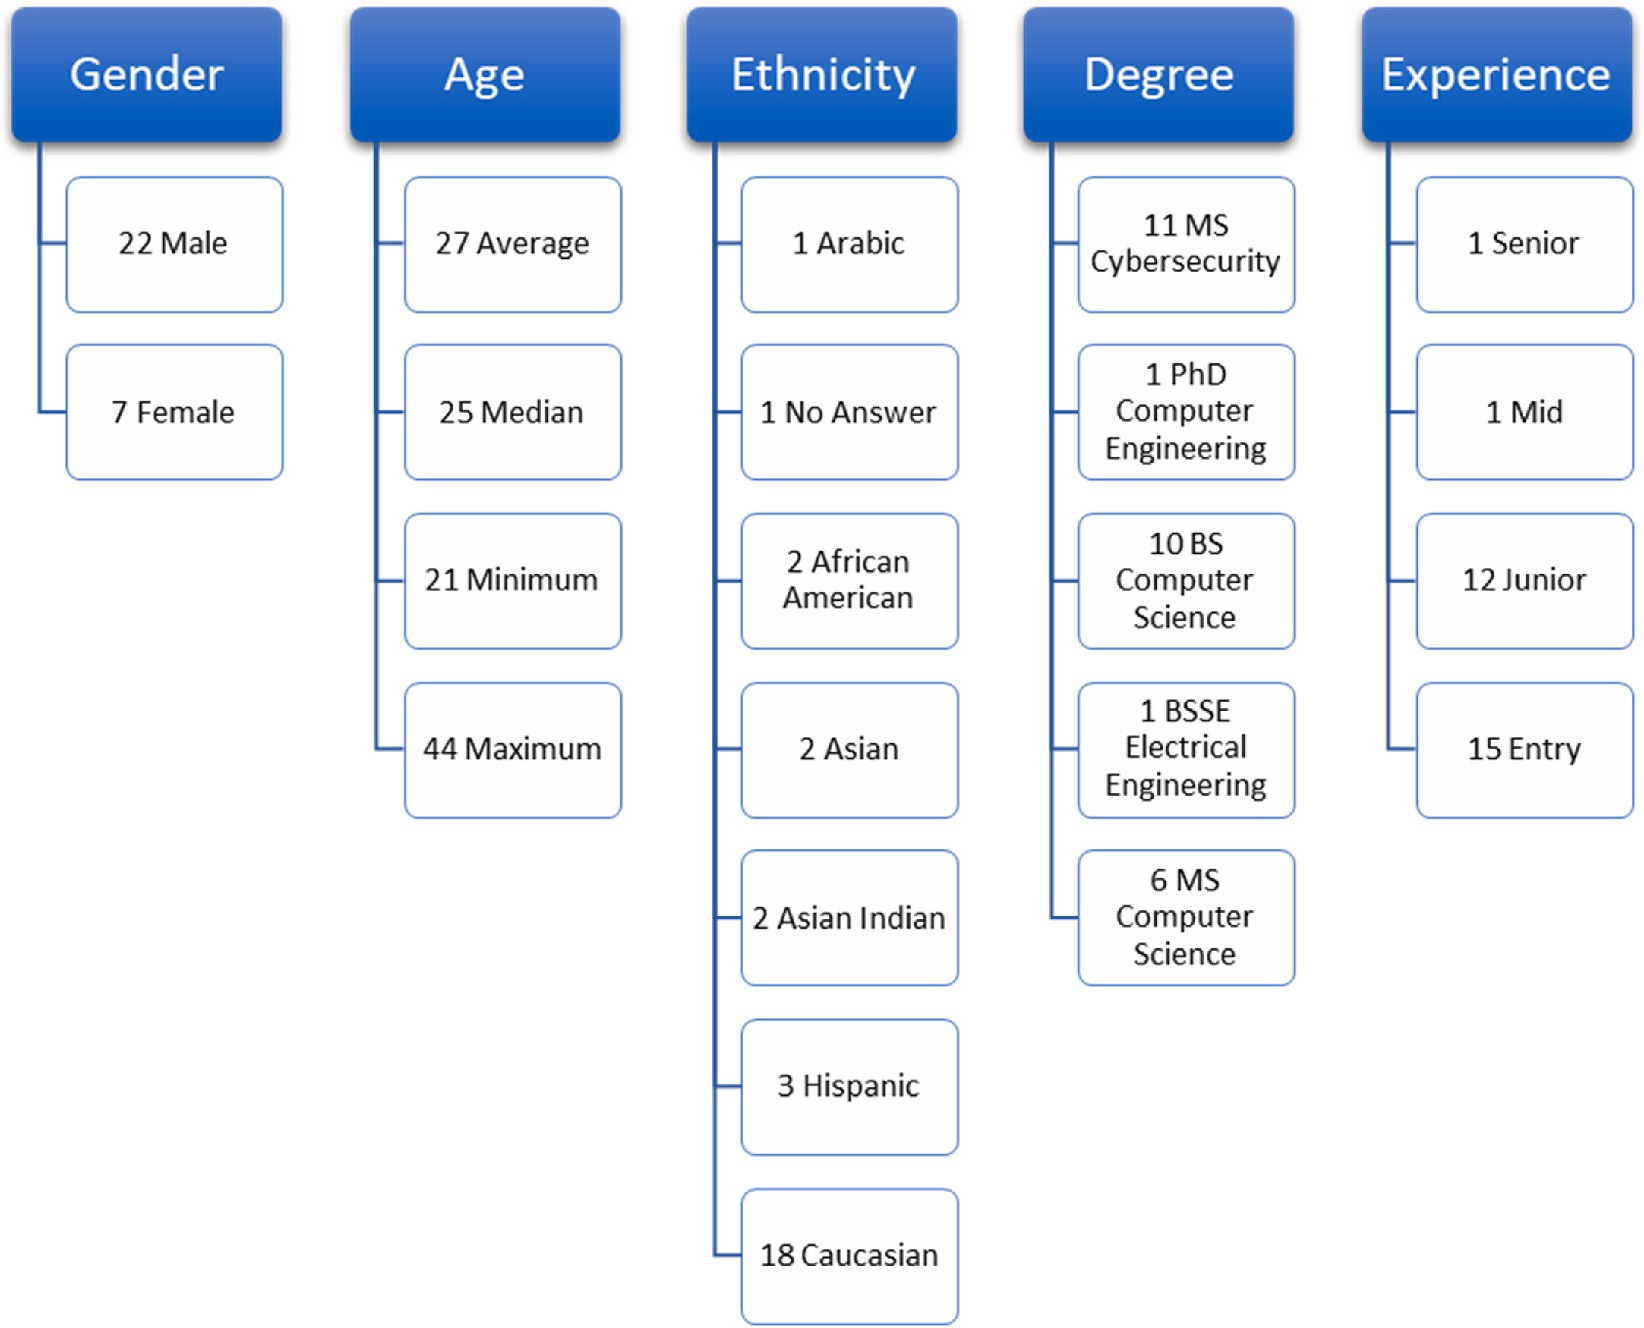 Gender
22 Male
7 Female
Age
27 Average
25 Median
21 Minimum
44 Maximum
Ethnicity
1 Arabic
1 No Answer
2 African
American
2 Asian
2 Asian Indian
3 Hispanic
18 Caucasian
Degree
11 MS
Cybersecurity
1 PhD
Computer
Engineering
10 BS
Computer
Science
1 BSSE
Electrical
Engineering
6 MS
Computer
Science
Experience
1 Senior
1 Mid
12 Junior
15 Entry